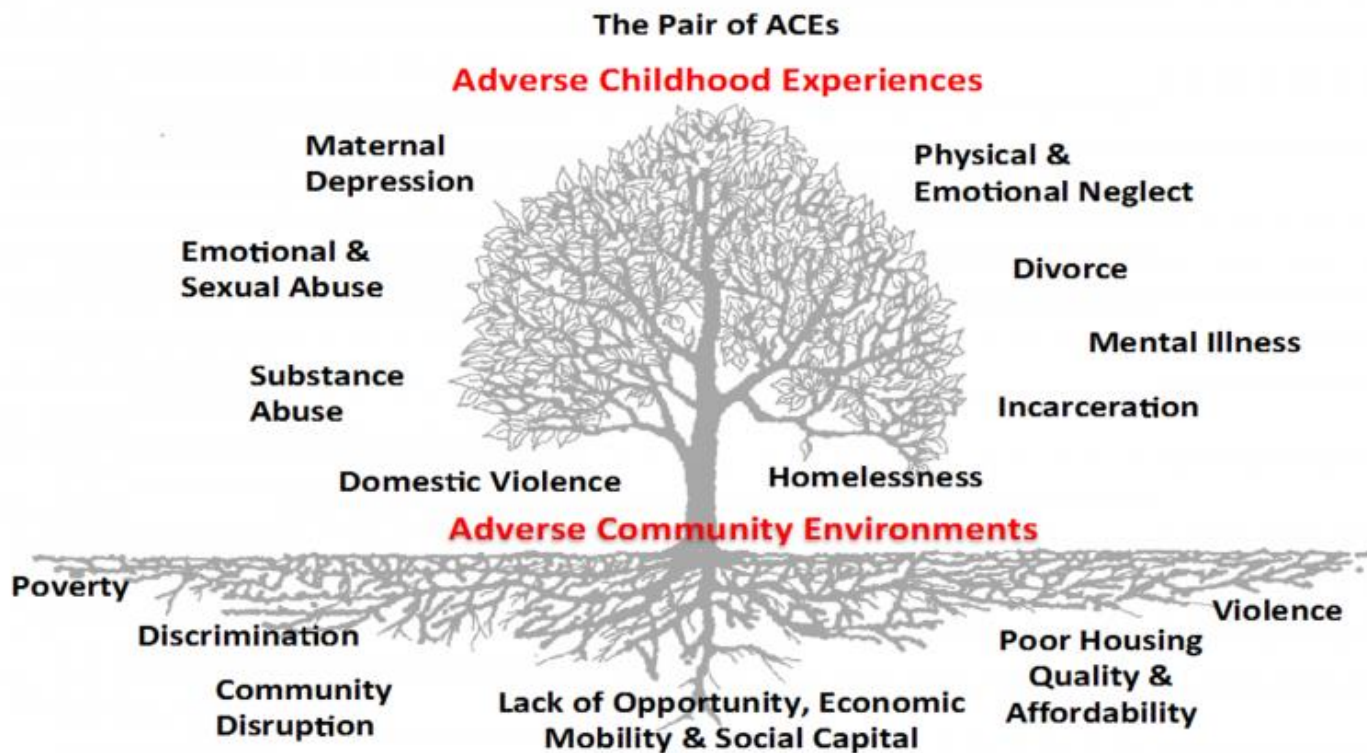 The Pair of ACEs
Adverse Childhood Experiences
Maternal
Depression
Physical &
Emotional Neglect
Emotional &
Sexual Abuse
Divorce
Mental Illness
Substance
Abuse
Incarceration
Domestic Violence
Homelessness
Adverse Community Environments
Poverty
Violence
Discrimination
Poor Housing
Quality &
Affordability
Community
Disruption
Lack of Opportunity, Economic
Mobility & Social Capital